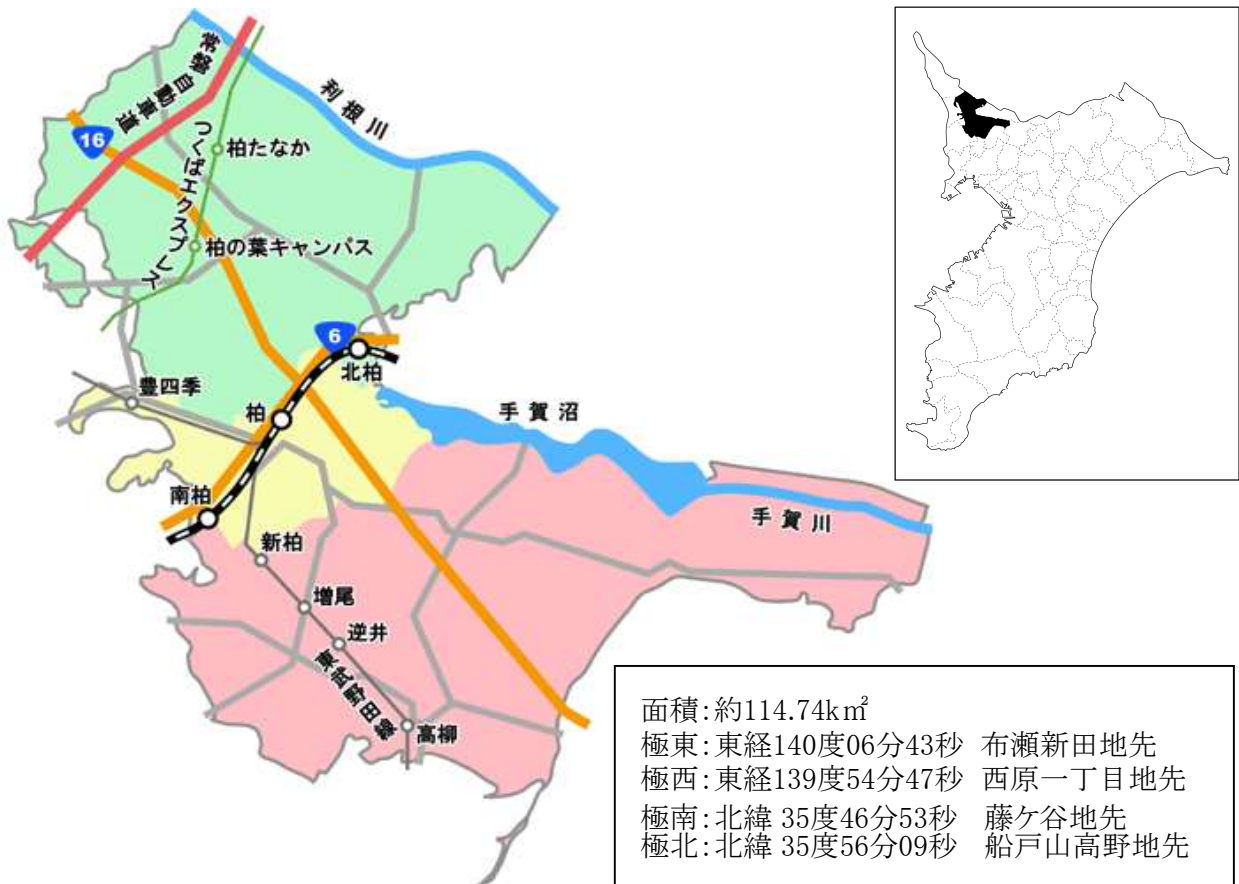 常磐自動車道
利根川
16
つくばエクスプレス
柏たなか
柏の葉キャンパス
6
北柏
豊四季
柏
手賀沼
南柏
手賀川
新柏
増尾
逆井
東武野田線
高柳
面積:約114.74k㎡
極東:東経140度06分43秒 布瀬新田地先
極西:東経139度54分47秒 西原一丁目地先
極南:北緯 35度46分53秒 藤ケ谷地先
極北:北緯 35度56分09秒 船戸山高野地先